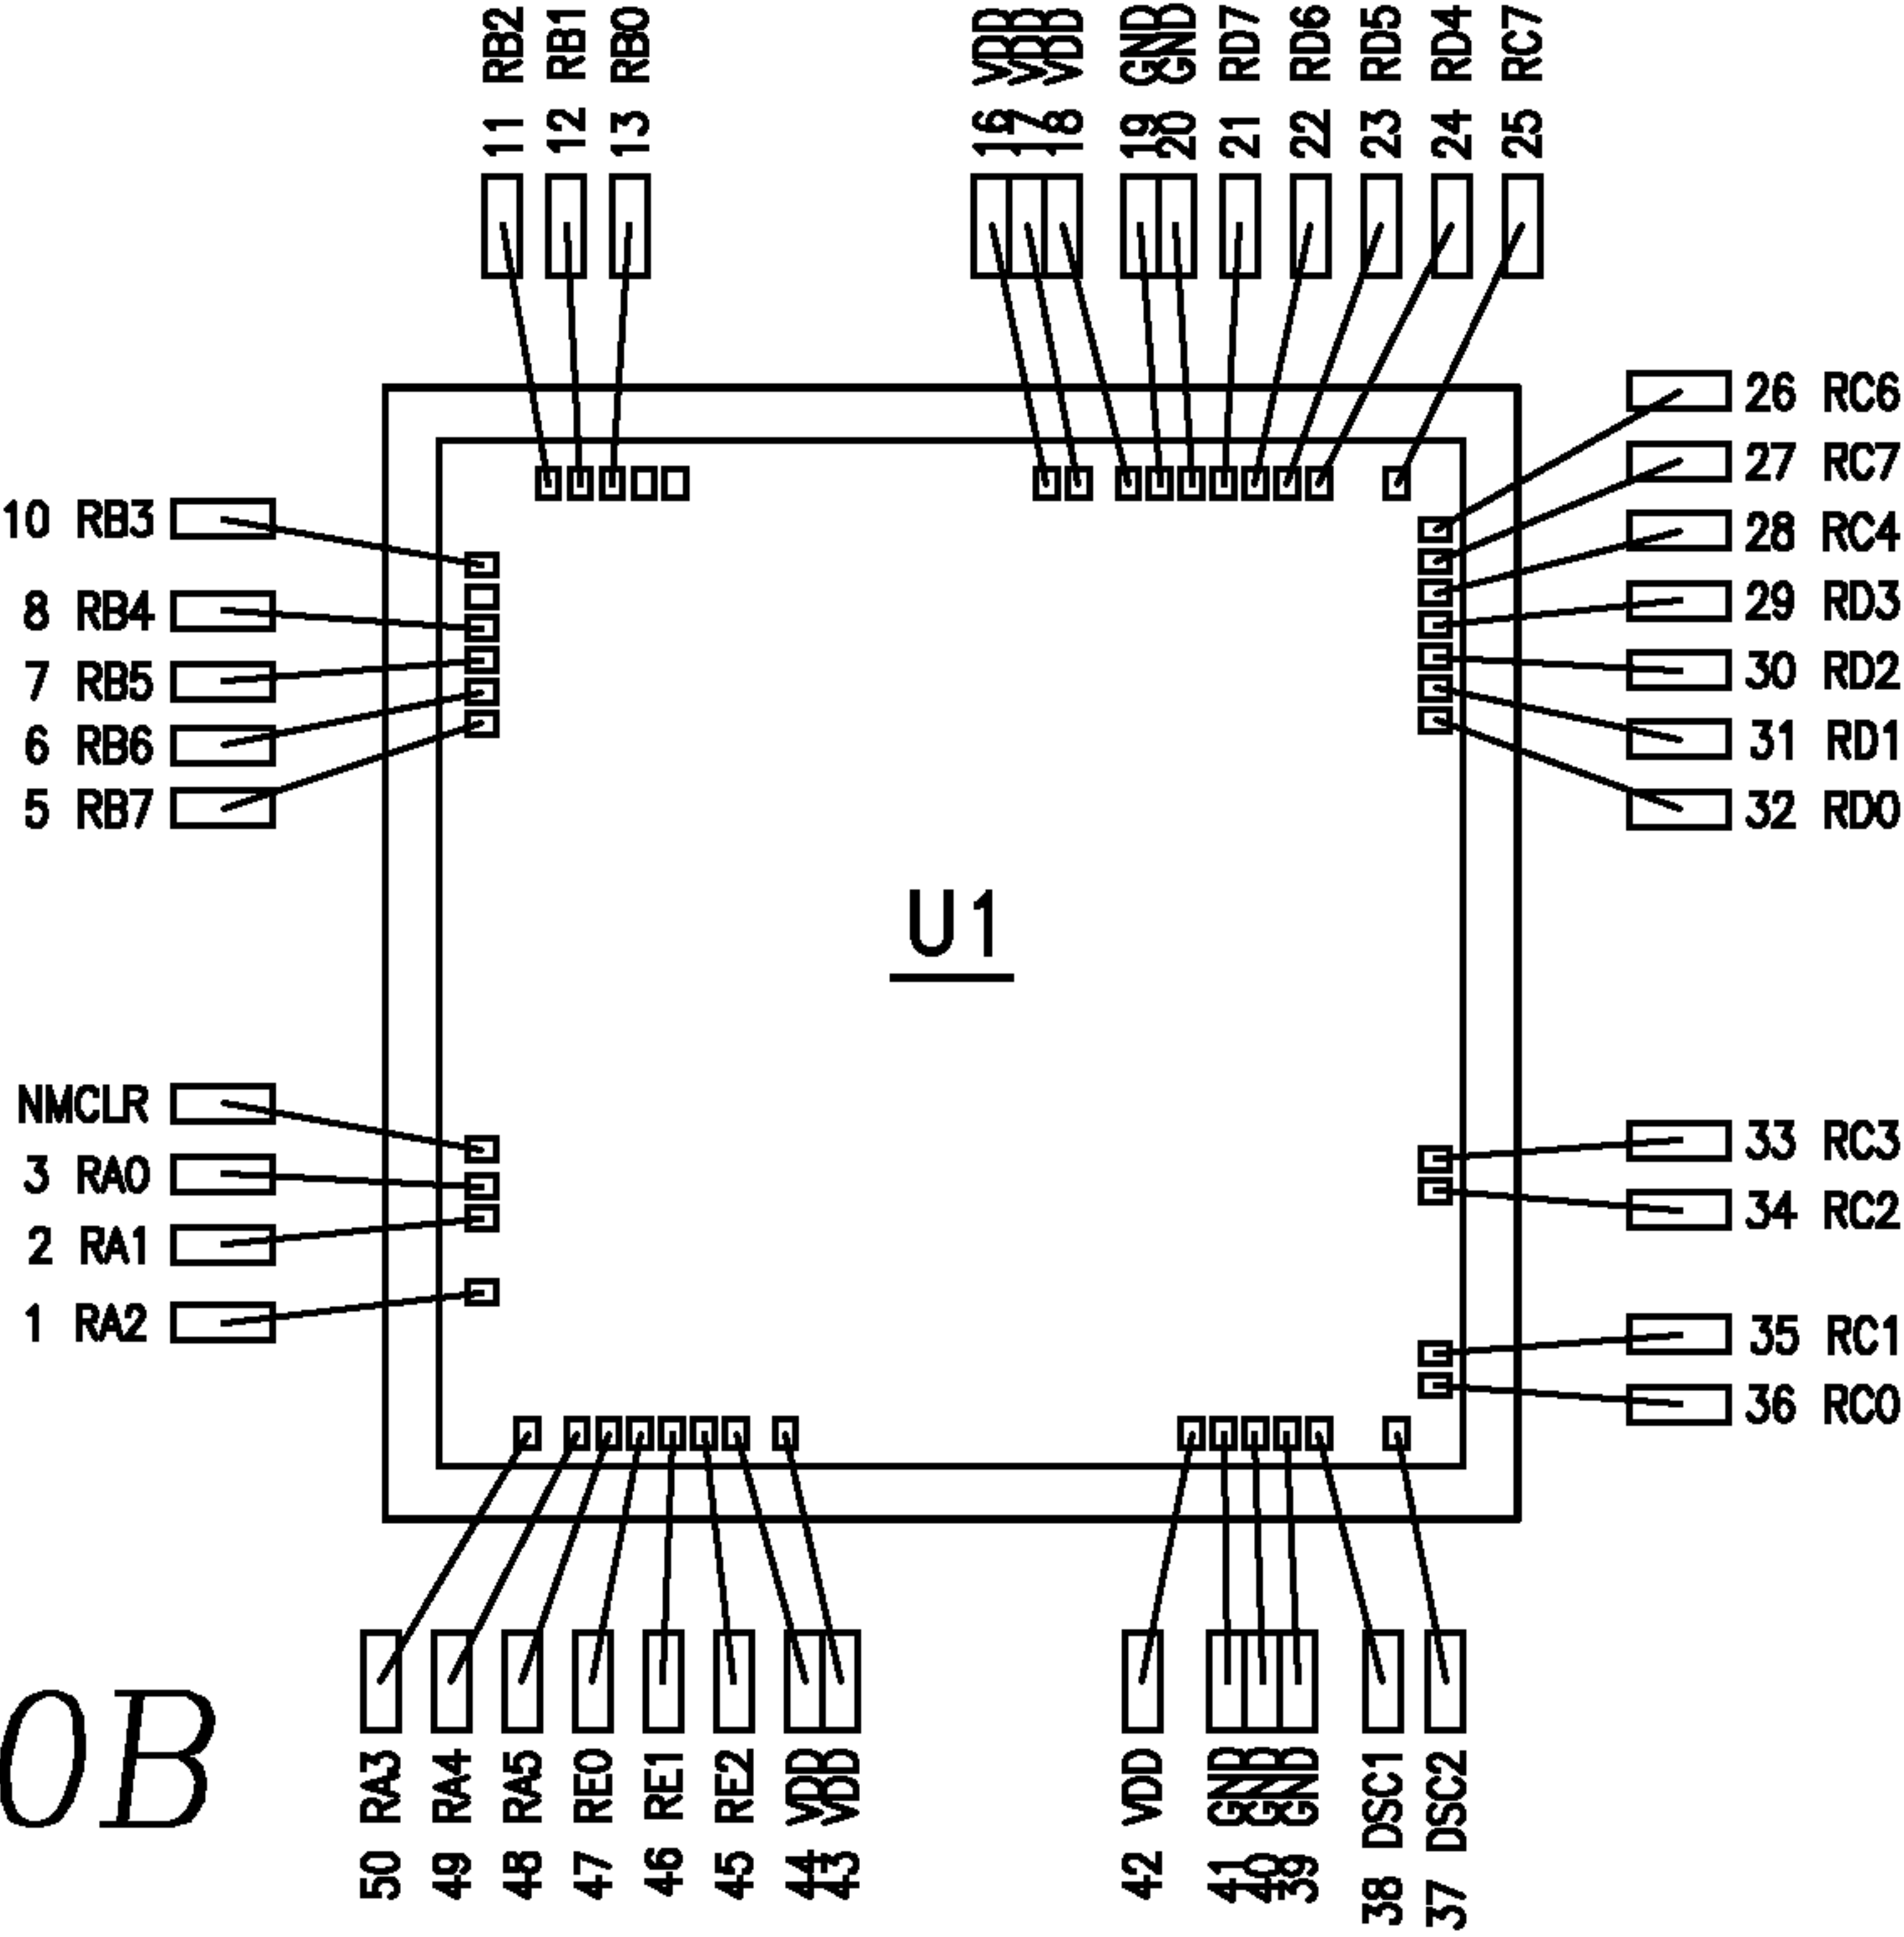 11 RB2
12 RB1
13 RB0
16 VBB
17 VBB
18 VBB
19 GND
20 GND
21 RD7
22 RD6
23 RD5
24 RD4
25 RC7
10 RB3
8 RB4
7 RB5
6 RB6
5 RB7
NMCLR
3 RA0
2 RA1
1 RA2
U1
26 RC6
27 RC7
28 RC4
29 RD3
30 RD2
31 RD1
32 RD0
33 RC3
34 RC2
35 RC1
36 RC0
50 RA3
49 RA4
48 RA5
47 RE0
46 RE1
45 RE2
44 VDD
43 VDD
42 VDD
41 GND
40 GND
39 GND
38 DSC1
37 DSC2
0B